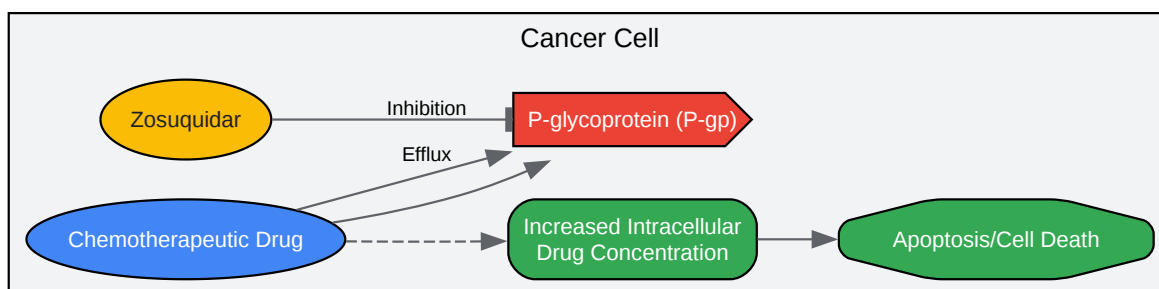 Cancer Cell
Zosuquidar
Inhibition
P-glycoprotein (P-gp)
Efflux
Chemotherapeutic Drug
Increased Intracellular
Drug Concentration
Apoptosis/Cell Death